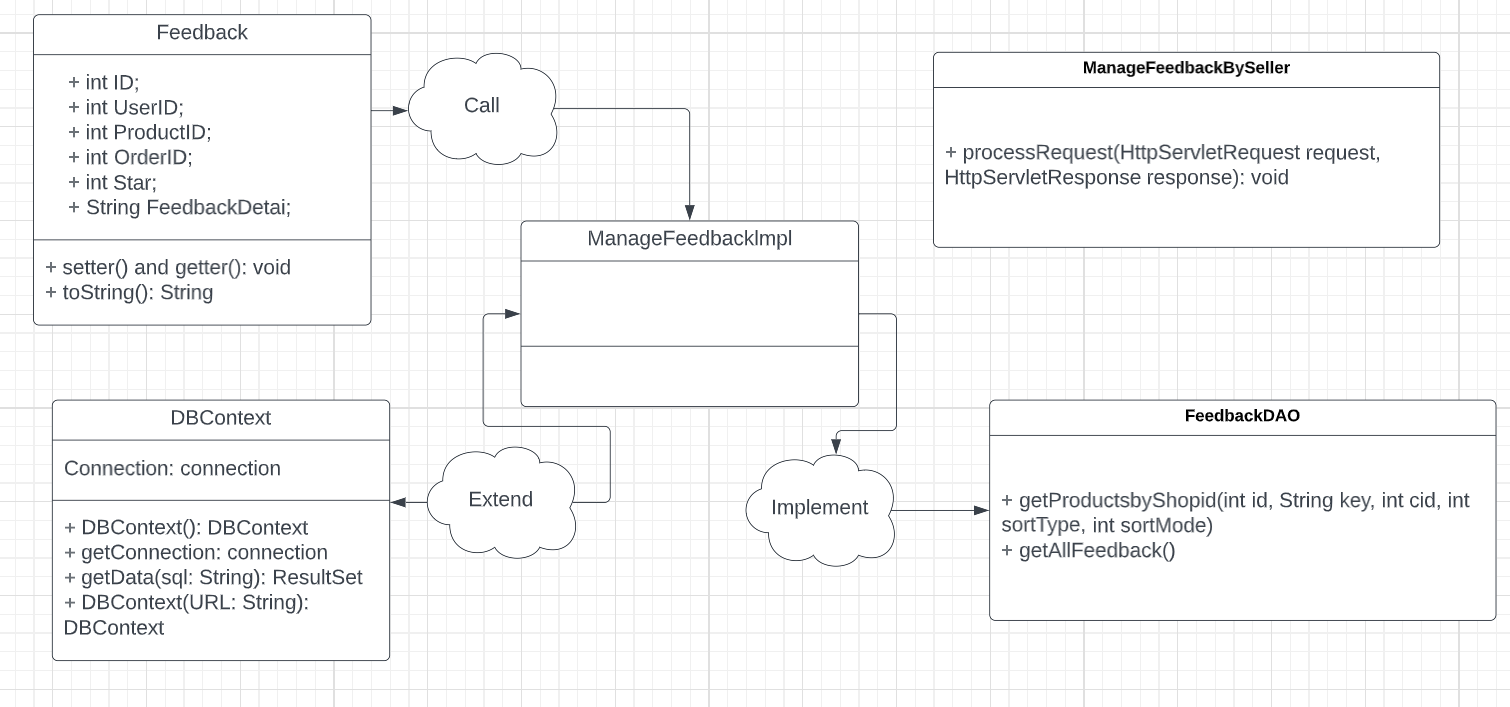 Feedback
+ int ID;
+ int UserID;
+ int ProductID;
+ int OrderID;
+ int Star;
+ String FeedbackDetai;
+ setter() and getter(): void
+ toString(): String
Call
ManageFeedbackBySeller
+ processRequest(HttpServletRequest request,
HttpServletResponse response): void
ManageFeedbackImpl
DBContext
Connection: connection
+ DBContext(): DBContext
+ getConnection: connection
+ getData(sql: String): ResultSet
+ DBContext(URL: String):
DBContext
Extend
Implement
FeedbackDAO
+ getProductsbyShopid(int id, String key, int cid, int
sortType, int sortMode)
+ getAllFeedback()